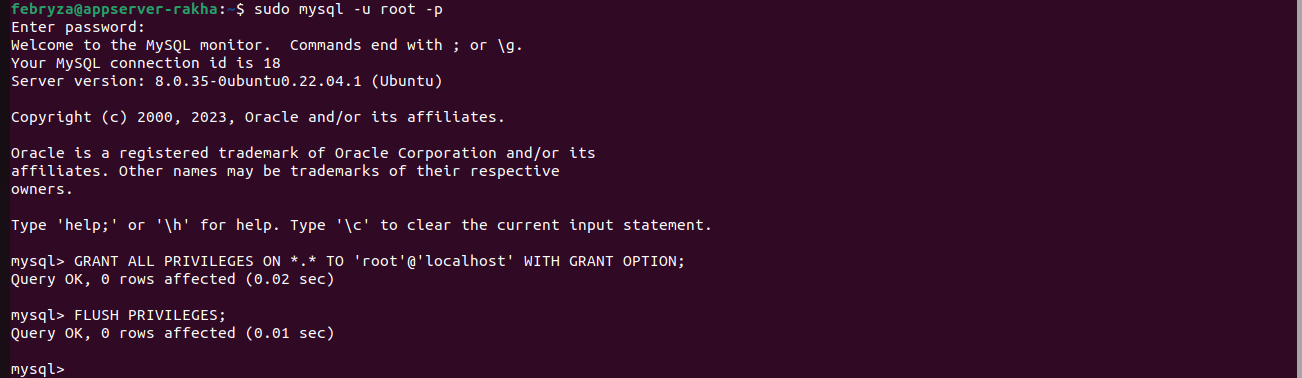 febryza@appserver-rakha:~$ sudo mysql -u root -p
Enter password:
Welcome to the MySQL monitor.  Commands end with ; or \g.
Your MySQL connection id is 18
Server version: 8.0.35-0ubuntu0.22.04.1 (Ubuntu)
Copyright (c) 2000, 2023, Oracle and/or its affiliates.
Oracle is a registered trademark of Oracle Corporation and/or its
affiliates. Other names may be trademarks of their respective
owners.
Type 'help;' or '\h' for help. Type '\c' to clear the current input statement.
mysql> GRANT ALL PRIVILEGES ON *.* TO 'root'@'localhost' WITH GRANT OPTION;
Query OK, 0 rows affected (0.02 sec)
mysql> FLUSH PRIVILEGES;
Query OK, 0 rows affected (0.01 sec)
mysql>